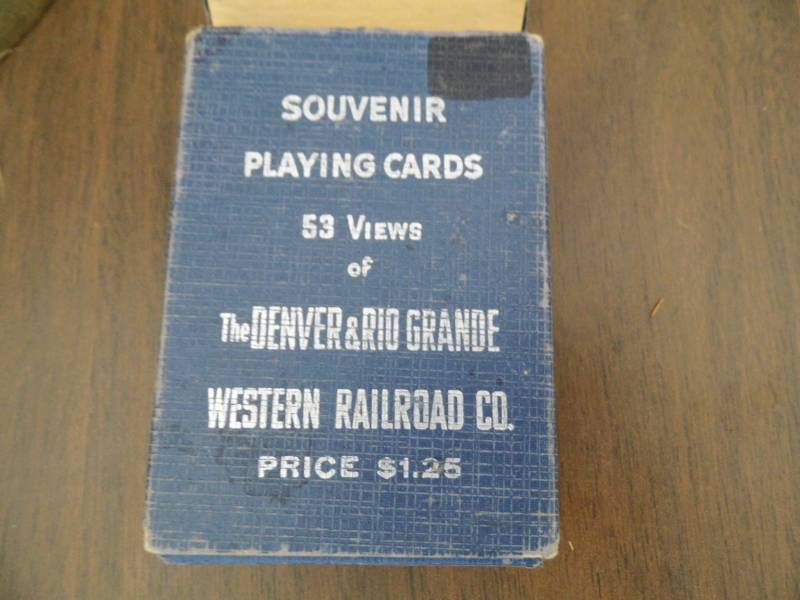 SOUVENIR
PLAYING CARDS
53 VIEWS
of
The DENVER & RIO GRANDE
WESTERN RAILROAD CO.
PRICE $1.25